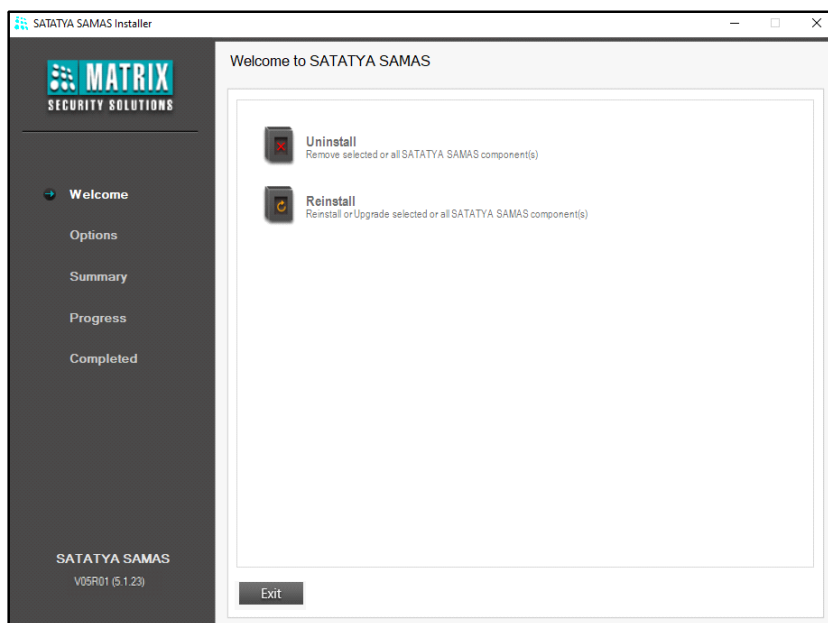 SATATYA SAMAS Installer
MATRIX
SECURITY SOLUTIONS
Welcome
Options
Summary
Progress
Completed
SATATYA SAMAS
V05R01 (5.1.23)
Welcome to SATATYA SAMAS
Uninstall
Remove selected or all SATATYA SAMAS component(s)
Reinstall
Reinstall or Upgrade selected or all SATATYA SAMAS component(s)
Exit